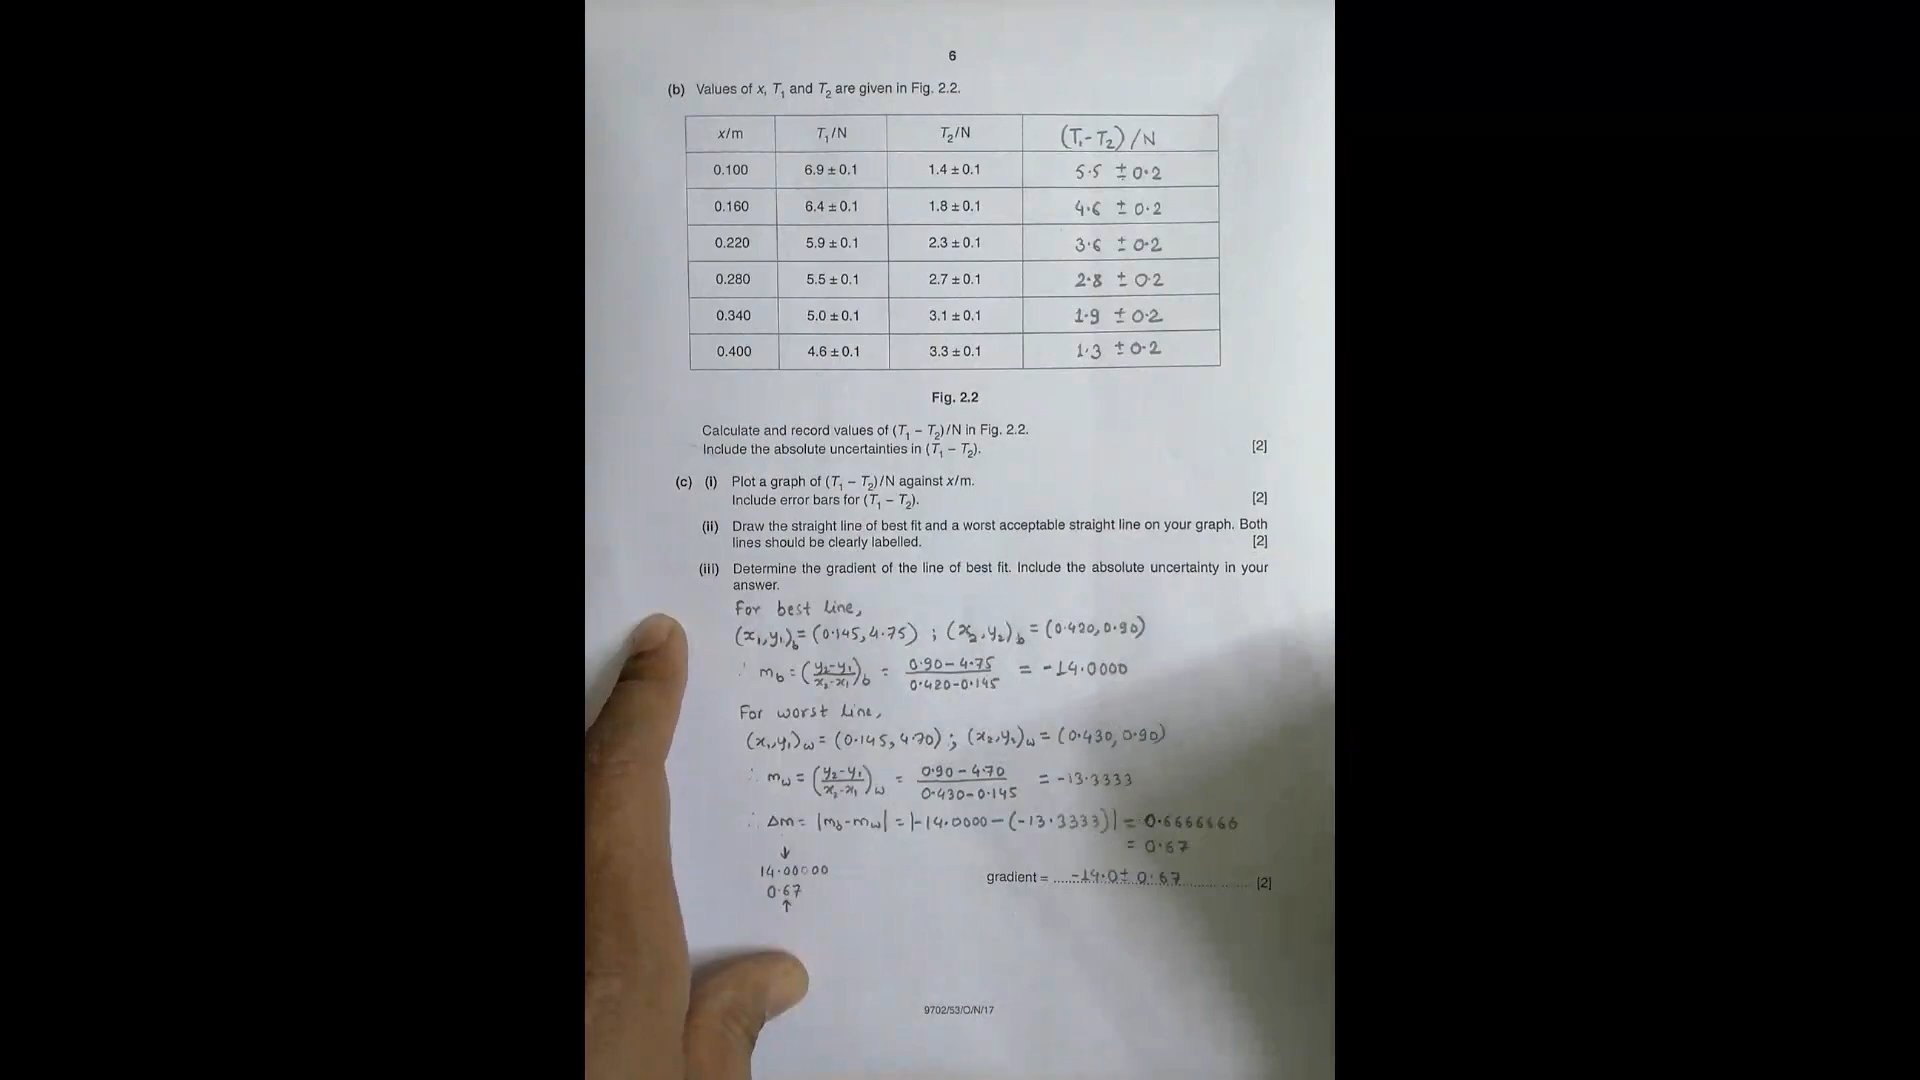 6
(b) Values of x, T₁ and T₂ are given in Fig. 2.2.
x/m T₁/N T₂/N (T₁-T₂)/N
0.100 6.9 ± 0.1 1.4 ± 0.1 5.5 ± 0.2
0.160 6.4 ± 0.1 1.8 ± 0.1 4.6 ± 0.2
0.220 5.9 ± 0.1 2.3 ± 0.1 3.6 ± 0.2
0.280 5.5 ± 0.1 2.7 ± 0.1 2.8 ± 0.2
0.340 5.0 ± 0.1 3.1 ± 0.1 1.9 ± 0.2
0.400 4.6 ± 0.1 3.3 ± 0.1 1.3 ± 0.2
Fig. 2.2
Calculate and record values of (T₁ – T₂)/N in Fig. 2.2.
Include the absolute uncertainties in (T₁ – T₂). [2]
(c) (i) Plot a graph of (T₁ – T₂)/N against x/m.
Include error bars for (T₁ – T₂). [2]
(ii) Draw the straight line of best fit and a worst acceptable straight line on your graph. Both
lines should be clearly labelled. [2]
(iii) Determine the gradient of the line of best fit. Include the absolute uncertainty in your
answer.
For best line,
(x₁,y₁)b = (0.145, 4.75) ; (x₂,y₂)b = (0.420, 0.90)
∴ mb = (y₂-y₁/x₂-x₁)b = 0.90-4.75/0.420-0.145 = -14.0000
For worst line,
(x₁,y₁)w = (0.145, 4.70) ; (x₂,y₂)w = (0.430, 0.90)
∴ mw = (y₂-y₁/x₂-x₁)w = 0.90-4.70/0.430-0.145 = -13.3333
∴ Δm = |mb-mw| = |-14.0000-(-13.3333)| = 0.6666666
= 0.67
↓
14.00000
0.67
↑
gradient = -14.0 ± 0.67 [2]
9702/53/O/N/17